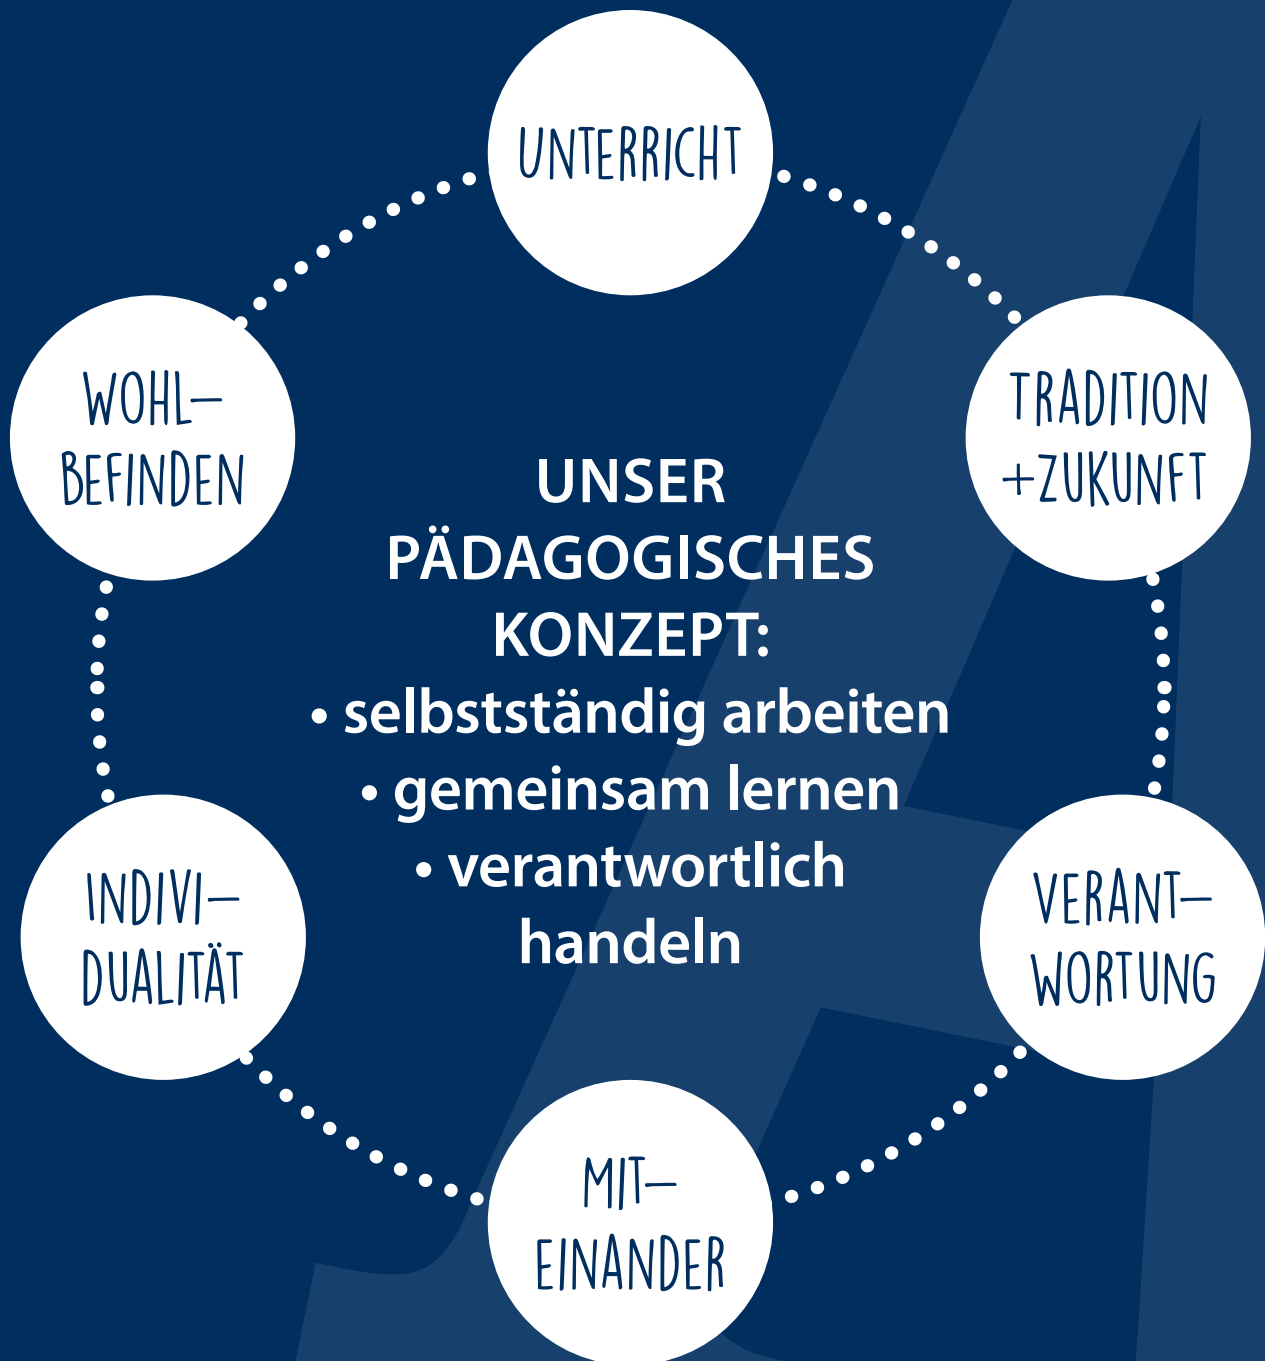 UNTERRICHT
WOHL–
BEFINDEN
TRADITION
+ZUKUNFT
UNSER
PÄDAGOGISCHES
KONZEPT:
• selbstständig arbeiten
• gemeinsam lernen
• verantwortlich
handeln
INDIVI–
DUALITÄT
VERANT–
WORTUNG
MIT–
EINANDER